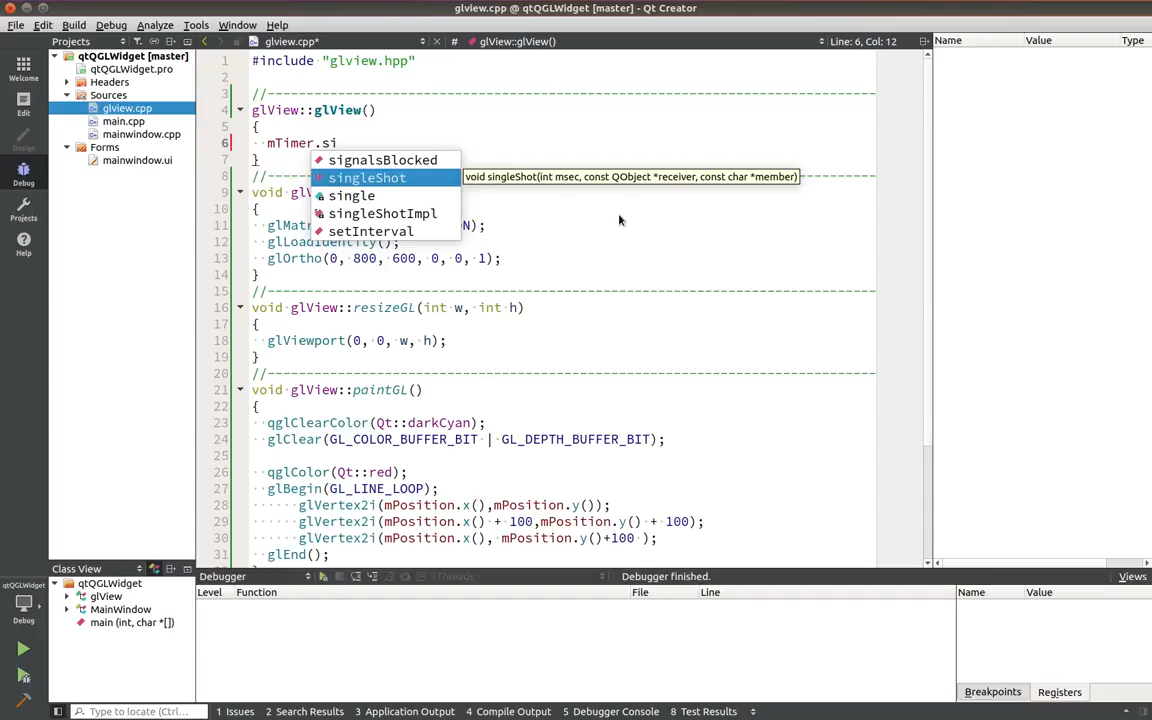 glview.cpp @ qtQGLWidget [master] - Qt Creator
File Edit Build Debug Analyze Tools Window Help
Projects glview.cpp* # glView::glView() Line: 6, Col: 12 Name Value Type
Welcome
Edit
Design
Debug
Projects
Help
qtQGLWidget [master]
qtQGLWidget.pro
Headers
Sources
glview.cpp
main.cpp
mainwindow.cpp
Forms
mainwindow.ui
1 #include "glview.hpp"
2
3 //------------------------------------------------------------------------------
4 glView::glView()
5 {
6 mTimer.si
7 }
8 //
9 void glV
10 {
11 glMatr N);
12 glLoadIdentity();
13 glOrtho(0, 800, 600, 0, 0, 1);
14 }
15 //------------------------------------------------------------------------------
16 void glView::resizeGL(int w, int h)
17 {
18 glViewport(0, 0, w, h);
19 }
20 //------------------------------------------------------------------------------
21 void glView::paintGL()
22 {
23 qglClearColor(Qt::darkCyan);
24 glClear(GL_COLOR_BUFFER_BIT | GL_DEPTH_BUFFER_BIT);
25
26 qglColor(Qt::red);
27 glBegin(GL_LINE_LOOP);
28 glVertex2i(mPosition.x(),mPosition.y());
29 glVertex2i(mPosition.x() + 100,mPosition.y() + 100);
30 glVertex2i(mPosition.x(), mPosition.y()+100 );
31 glEnd();
signalsBlocked
singleShot
single
singleShotImpl
setInterval
void singleShot(int msec, const QObject *receiver, const char *member)
Class View
qtQGLWidget
glView
MainWindow
main (int, char *[])
qtQGLWidget
Debug
Debugger Threads: Debugger finished. Views
Level Function File Line Name Value
Breakpoints Registers
Type to locate (Ctrl... 1 Issues 2 Search Results 3 Application Output 4 Compile Output 5 Debugger Console 8 Test Results